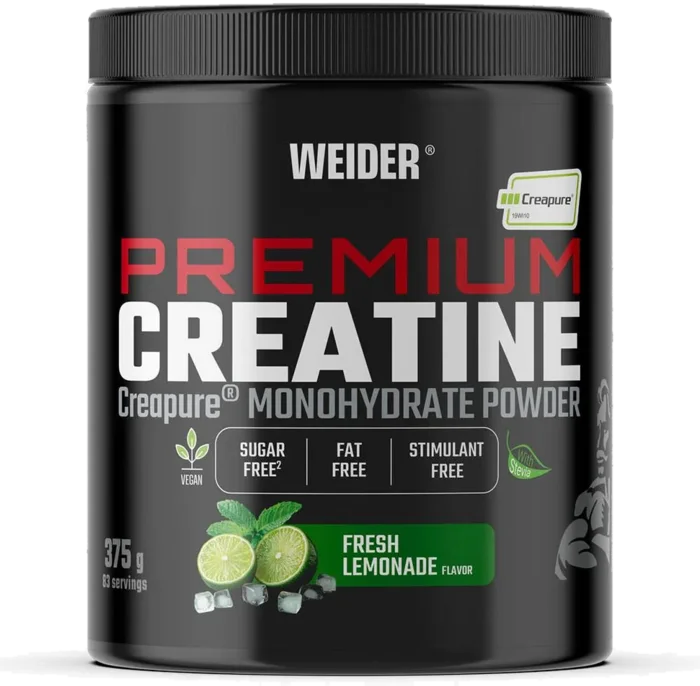 WEIDER®
Creapure®
PREMIUM
CREATINE
Creapure® MONOHYDRATE POWDER
VEGAN
SUGAR
FREE²
FAT
FREE
STIMULANT
FREE
With
Stevia
375 g
83 servings
FRESH
LEMONADE FLAVOR